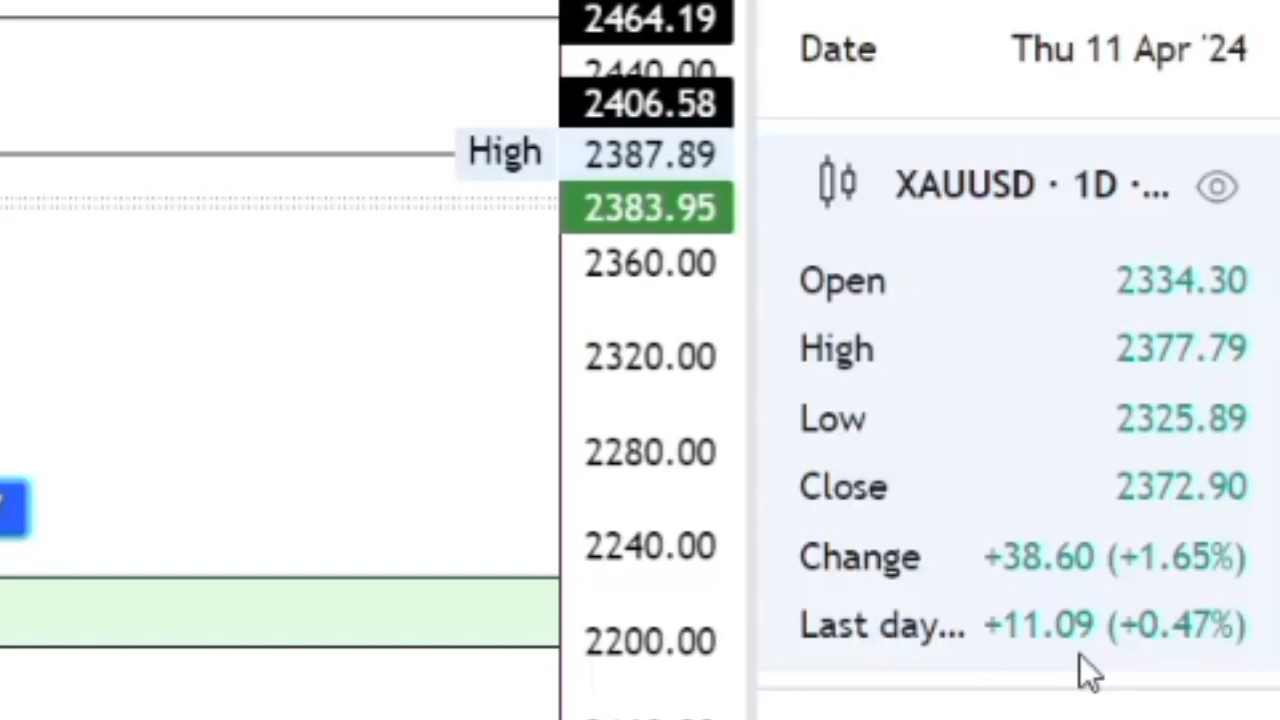 2464.19
2440.00
2406.58
High 2387.89
2383.95
2360.00
2320.00
2280.00
2240.00
2200.00
Date Thu 11 Apr '24
XAUUSD · 1D ·...
Open 2334.30
High 2377.79
Low 2325.89
Close 2372.90
Change +38.60 (+1.65%)
Last day... +11.09 (+0.47%)